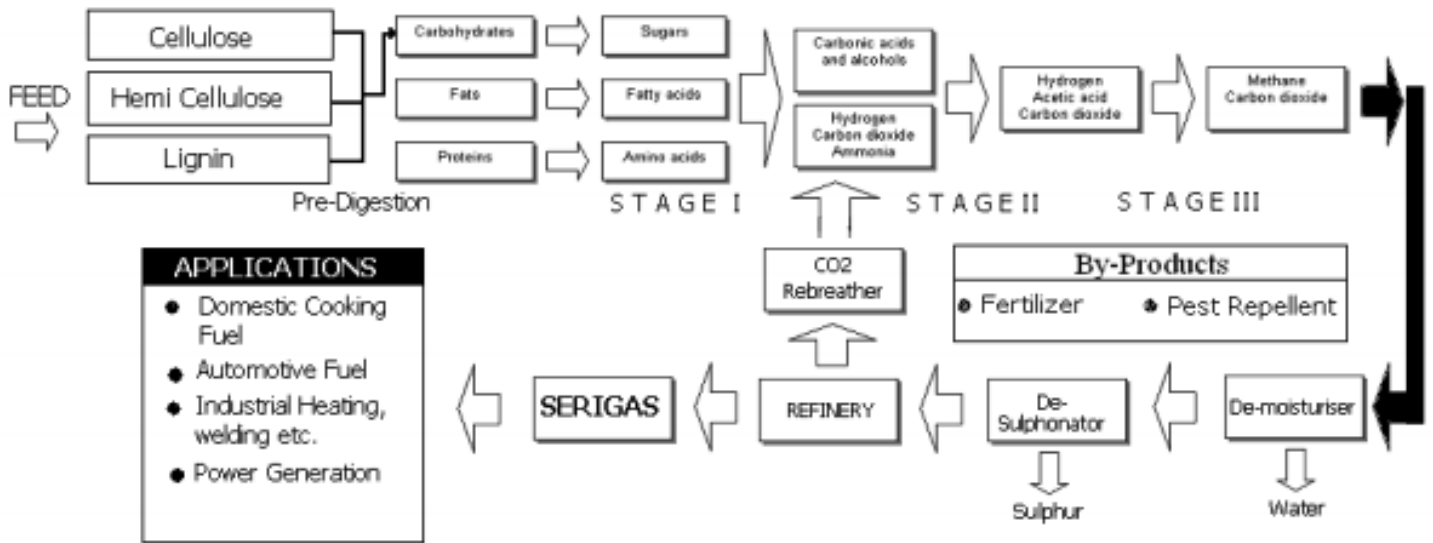 Cellulose
Hemi Cellulose
Lignin
FEED
Carbohydrates
Fats
Proteins
Sugars
Fatty acids
Amino acids
Carbonic acids
and alcohols
Hydrogen
Carbon dioxide
Ammonia
Hydrogen
Acetic acid
Carbon dioxide
Methane
Carbon dioxide
Pre-Digestion
STAGE I
STAGE II
STAGE III
APPLICATIONS
Domestic Cooking
Fuel
Automotive Fuel
Industrial Heating,
welding etc.
Power Generation
CO2
Rebreather
By-Products
Fertilizer
Pest Repellent
SERIGAS
REFINERY
De-
Sulphonator
De-moisturiser
Sulphur
Water